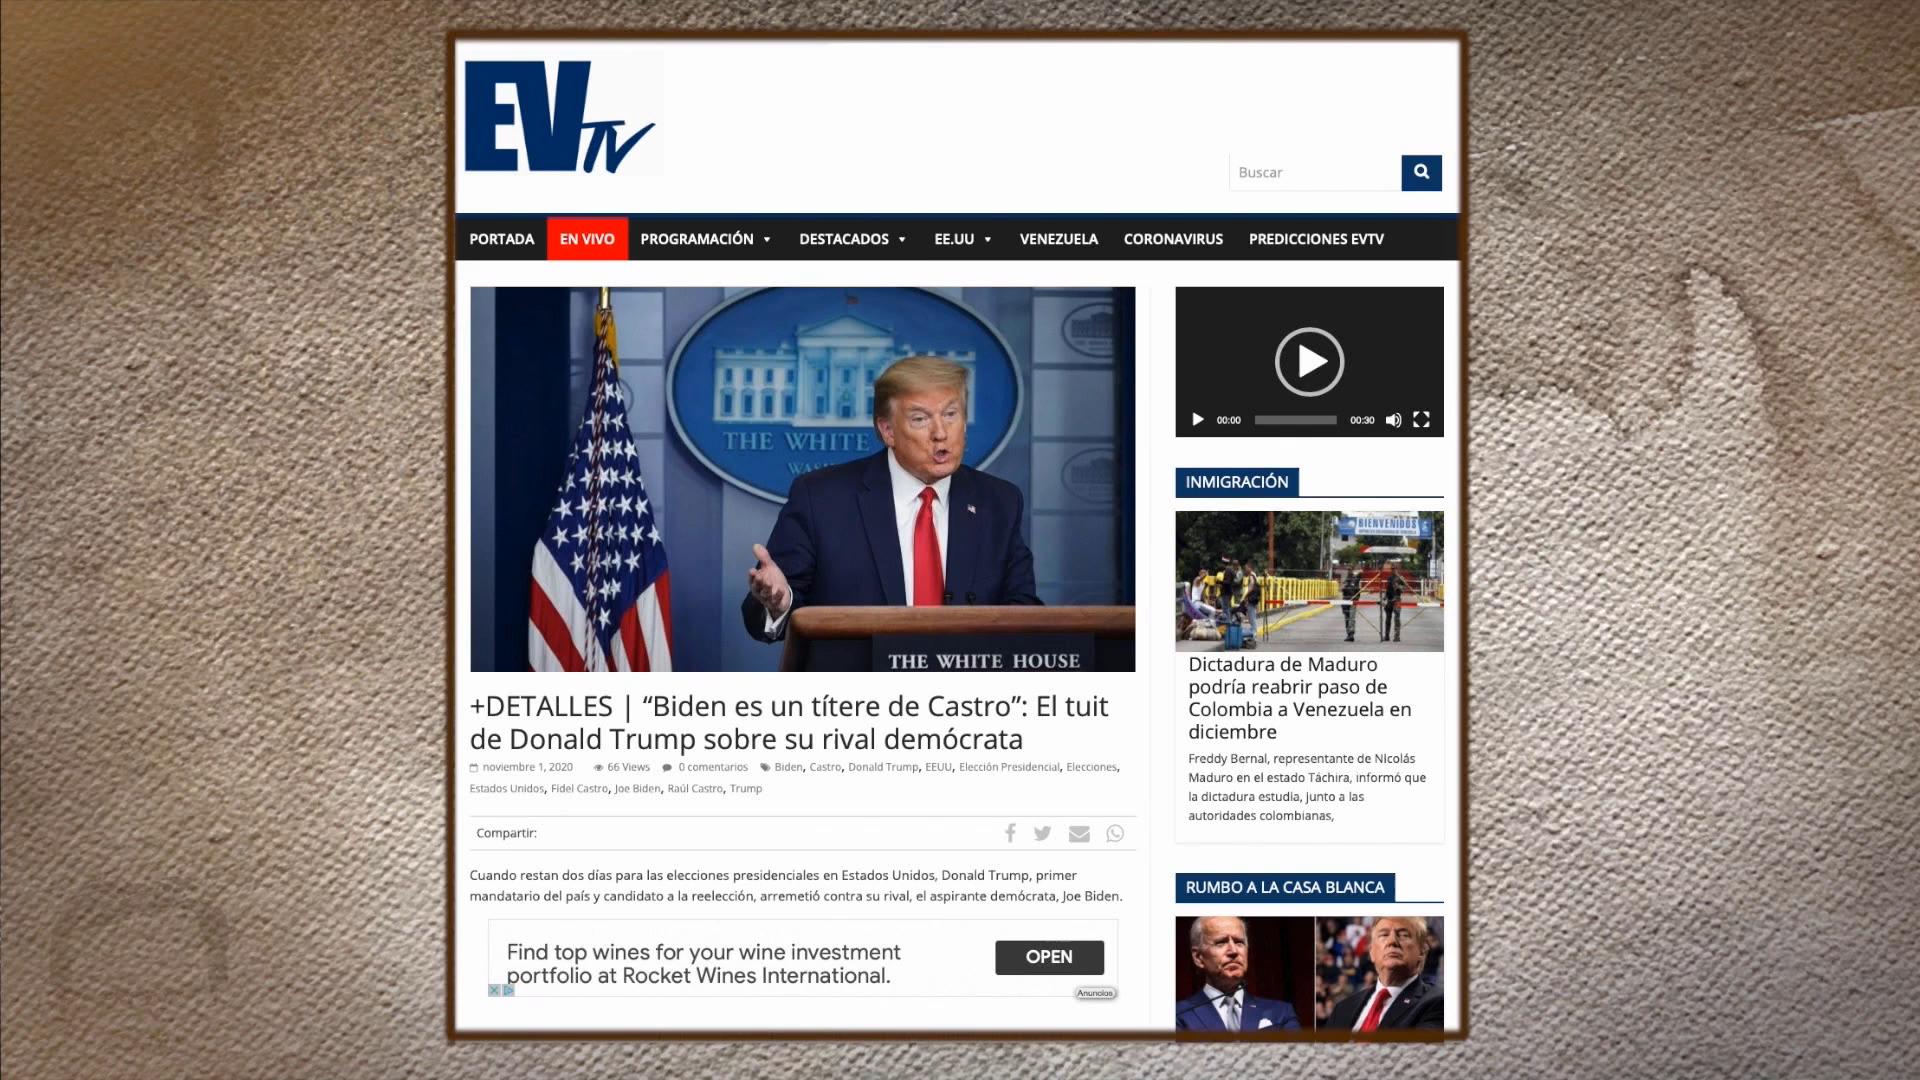 EVTV
Buscar
PORTADA EN VIVO PROGRAMACIÓN DESTACADOS EE.UU VENEZUELA CORONAVIRUS PREDICCIONES EVTV
THE WHITE
THE WHITE HOUSE
+DETALLES | “Biden es un títere de Castro”: El tuit
de Donald Trump sobre su rival demócrata
noviembre 1, 2020 66 Views 0 comentarios Biden, Castro, Donald Trump, EEUU, Elección Presidencial, Elecciones,
Estados Unidos, Fidel Castro, Joe Biden, Raúl Castro, Trump
Compartir:
Cuando restan dos días para las elecciones presidenciales en Estados Unidos, Donald Trump, primer
mandatario del país y candidato a la reelección, arremetió contra su rival, el aspirante demócrata, Joe Biden.
Find top wines for your wine investment
portfolio at Rocket Wines International.
OPEN
Anuncios
00:00 00:30
INMIGRACIÓN
BIENVENIDOS
Dictadura de Maduro
podría reabrir paso de
Colombia a Venezuela en
diciembre
Freddy Bernal, representante de Nicolás
Maduro en el estado Táchira, informó que
la dictadura estudia, junto a las
autoridades colombianas,
RUMBO A LA CASA BLANCA